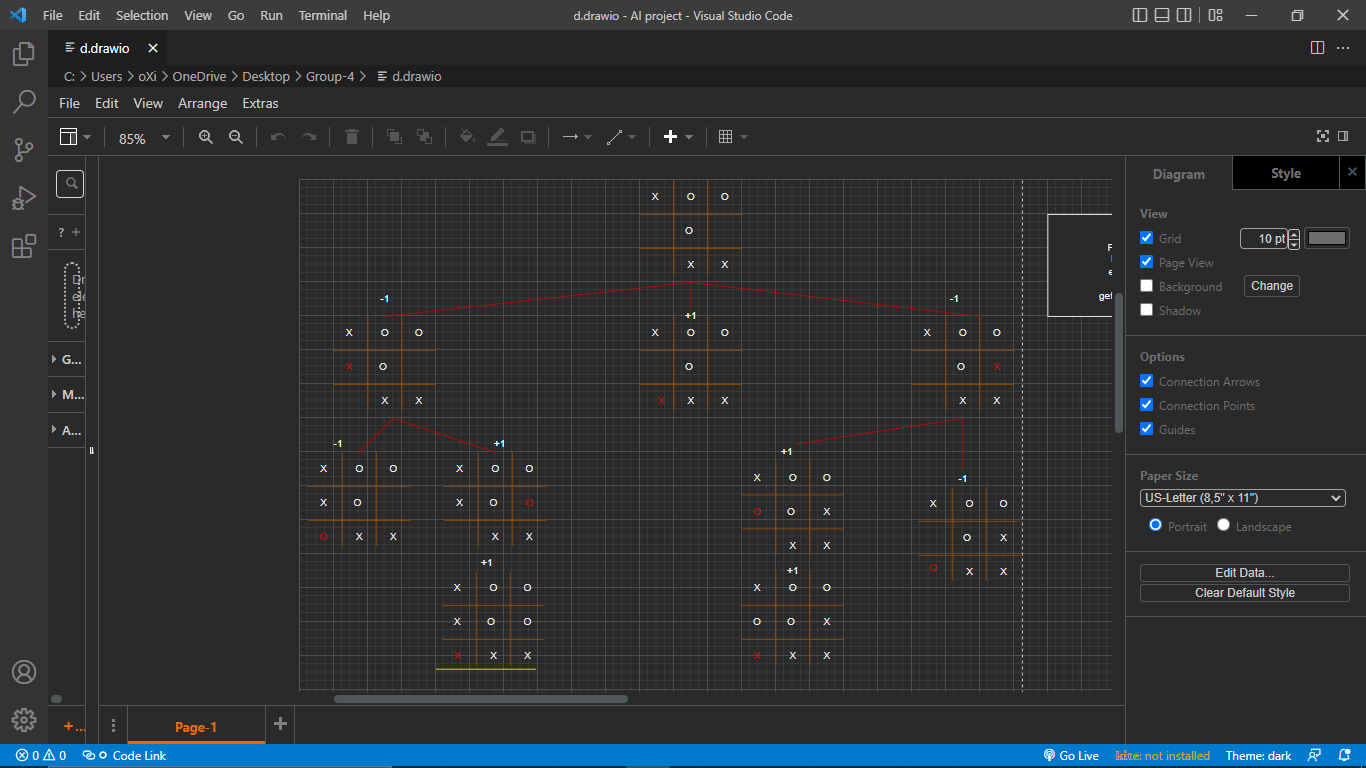 File Edit Selection View Go Run Terminal Help
d.drawio - AI project - Visual Studio Code
d.drawio
C: > Users > oXi > OneDrive > Desktop > Group-4 > d.drawio
File Edit View Arrange Extras
85%
Diagram
Style
View
Grid
10 pt
Page View
Background
Change
Shadow
Options
Connection Arrows
Connection Points
Guides
Paper Size
US-Letter (8,5" x 11")
Portrait
Landscape
Edit Data...
Clear Default Style
? +
G...
M...
A...
X O O
O
X X
-1
+1
-1
X O O
X O O
X O O
X O
O
O X
X X
X X X
X X
-1
+1
+1
-1
X O O
X O O
X O O
X O O
X O
X O O
O O X
O X
O X X
X X
X X
O X X
+1
+1
X O O
X O O
X O O
O O X
X X X
X X X
get
+...
Page-1
0
0
Code Link
Go Live
kite: not installed
Theme: dark